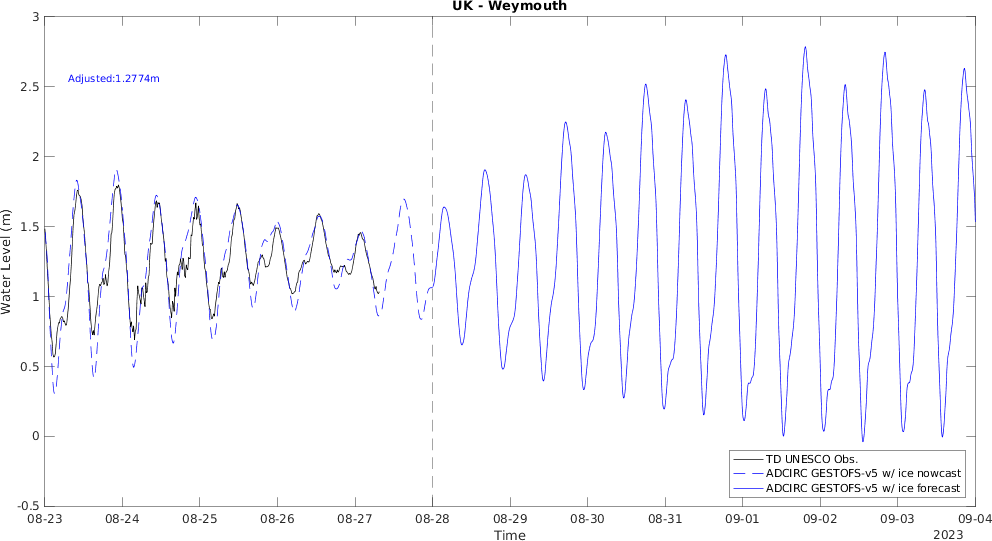 UK - Weymouth
Adjusted:1.2774m
Water Level (m)
3
2.5
2
1.5
1
0.5
0
-0.5
08-23 08-24 08-25 08-26 08-27 08-28 08-29 08-30 08-31 09-01 09-02 09-03 09-04
Time
2023
TD UNESCO Obs.
ADCIRC GESTOFS-v5 w/ ice nowcast
ADCIRC GESTOFS-v5 w/ ice forecast